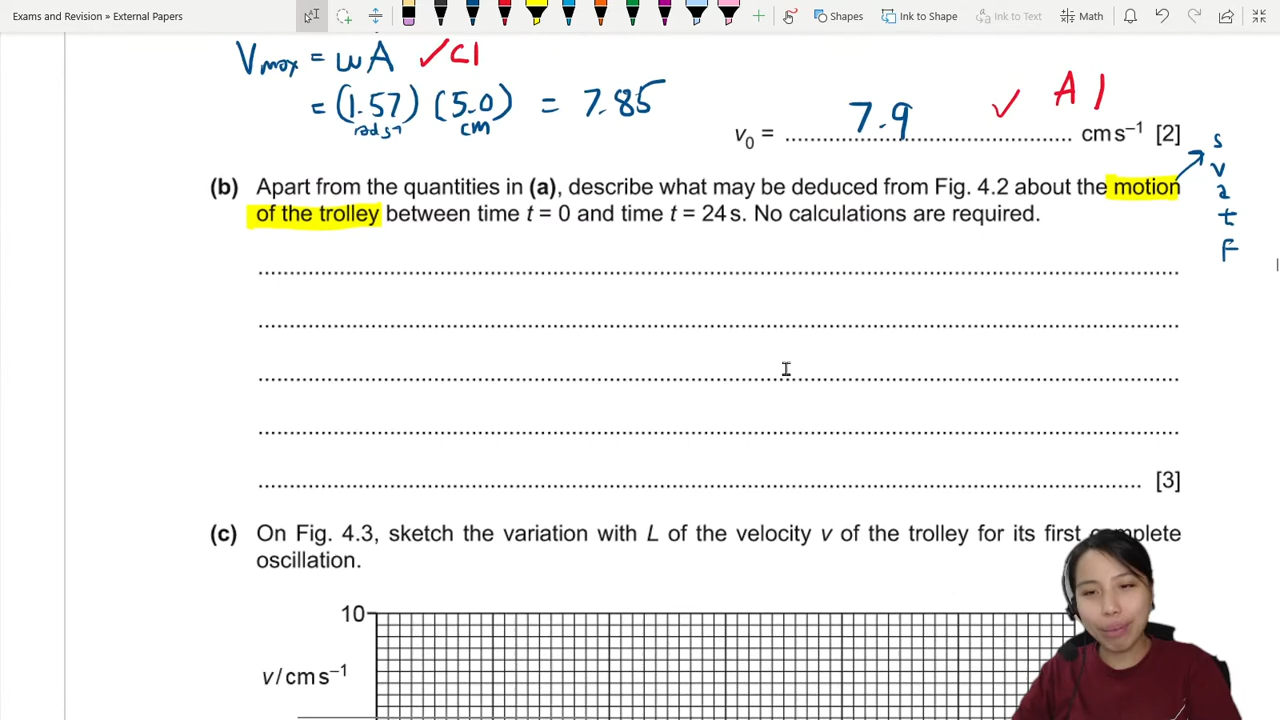 Exams and Revision » External Papers
Shapes
Ink to Shape
Ink to Text
Math
Vmax = ωA ✓ C1
= (1.57) (5.0) = 7.85
rad s⁻¹ cm
v0 = 7.9 cm s⁻¹ [2] ✓ A1
(b) Apart from the quantities in (a), describe what may be deduced from Fig. 4.2 about the motion
of the trolley between time t = 0 and time t = 24 s. No calculations are required.
s
v
a
t
F
[3]
(c) On Fig. 4.3, sketch the variation with L of the velocity v of the trolley for its first complete
oscillation.
10
v / cm s⁻¹